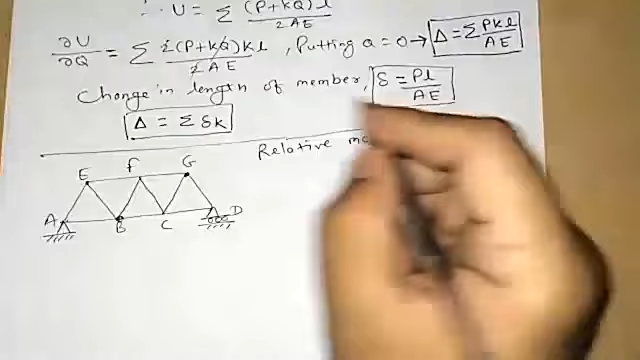 ∴ U = Σ (P+kQ)²l / 2AE
∂U/∂Q = Σ 2(P+kQ)kl / 2AE , Putting Q=0 → Δ = Σ Pkl/AE
Change in length of member, δ = Pl/AE
Δ = Σ δk
Relative
E F G
A B C D